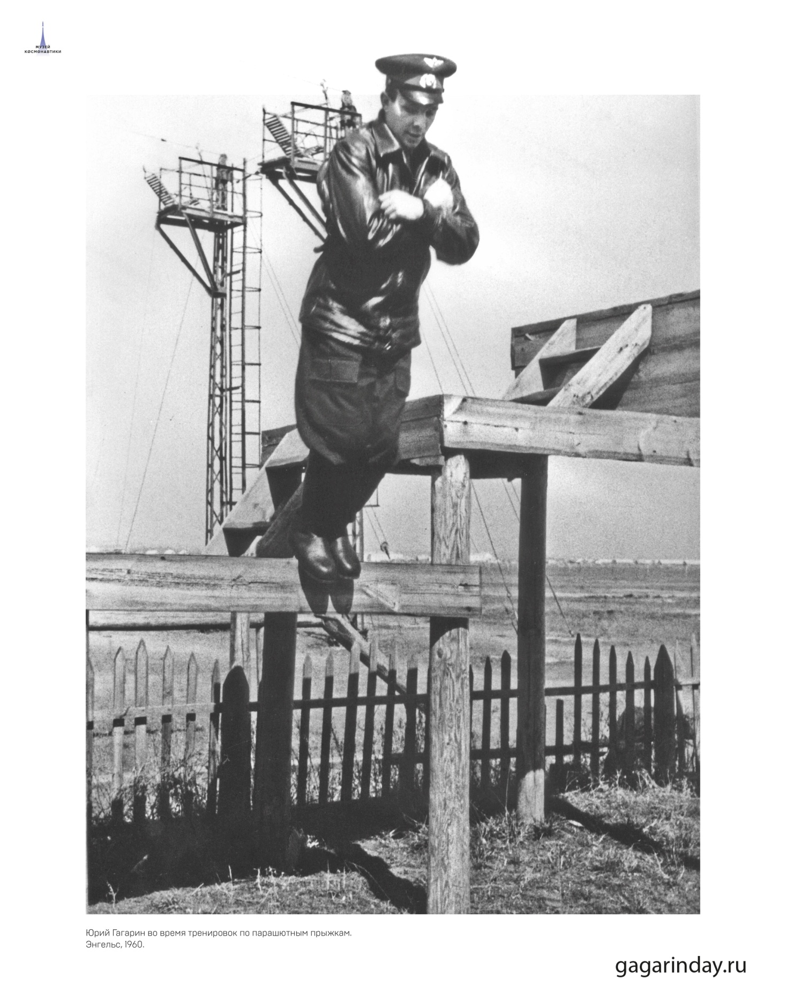 МУЗЕЙ
КОСМОНАВТИКИ
Юрий Гагарин во время тренировок по парашютным прыжкам.
Энгельс, 1960.
gagarinday.ru